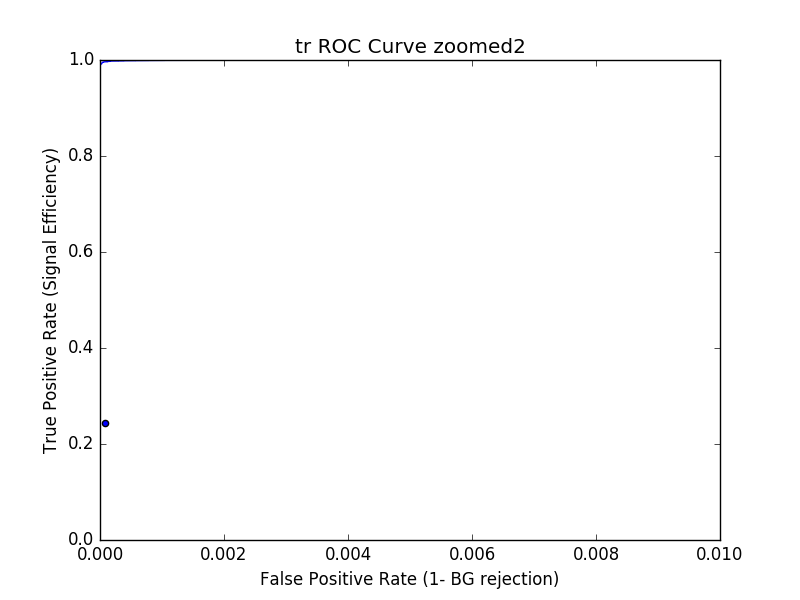 tr ROC Curve zoomed2
1.0
0.8
0.6
0.4
0.2
0.0
True Positive Rate (Signal Efficiency)
0.000 0.002 0.004 0.006 0.008 0.010
False Positive Rate (1- BG rejection)